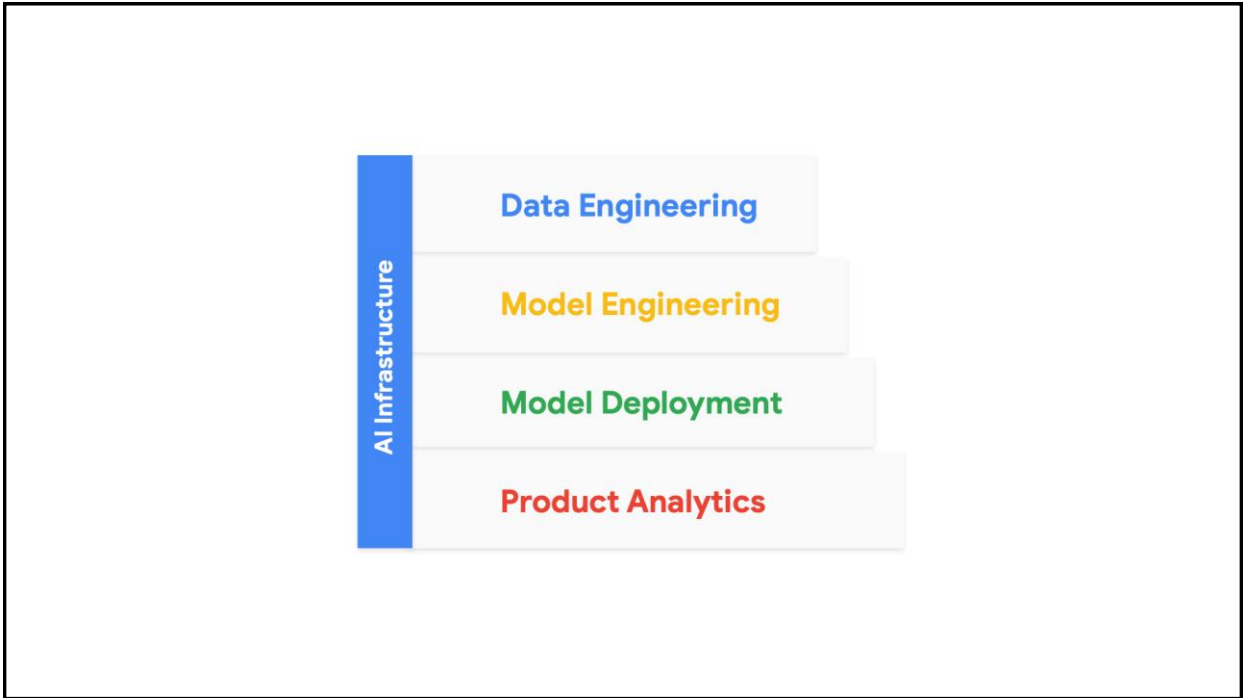 AI Infrastructure
Data Engineering
Model Engineering
Model Deployment
Product Analytics